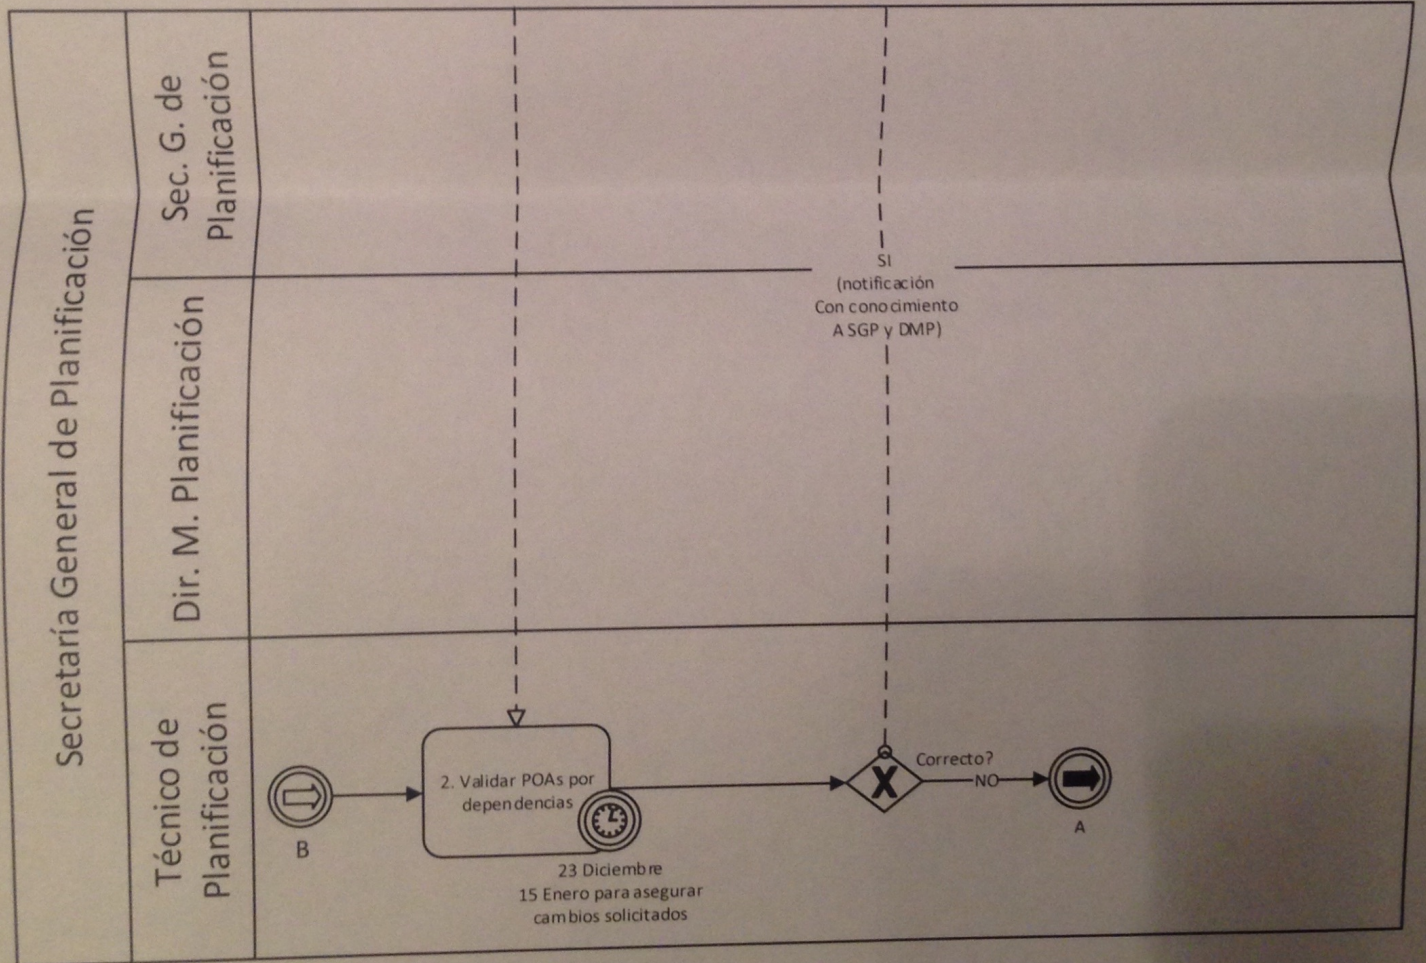 Secretaría General de Planificación
Sec. G. de
Planificación
Dir. M. Planificación
Técnico de
Planificación
SI
(notificación
Con conocimiento
A SGP y DMP)
B
2. Validar POAs por
dependencias
23 Diciembre
15 Enero para asegurar
cambios solicitados
X
Correcto?
NO
A